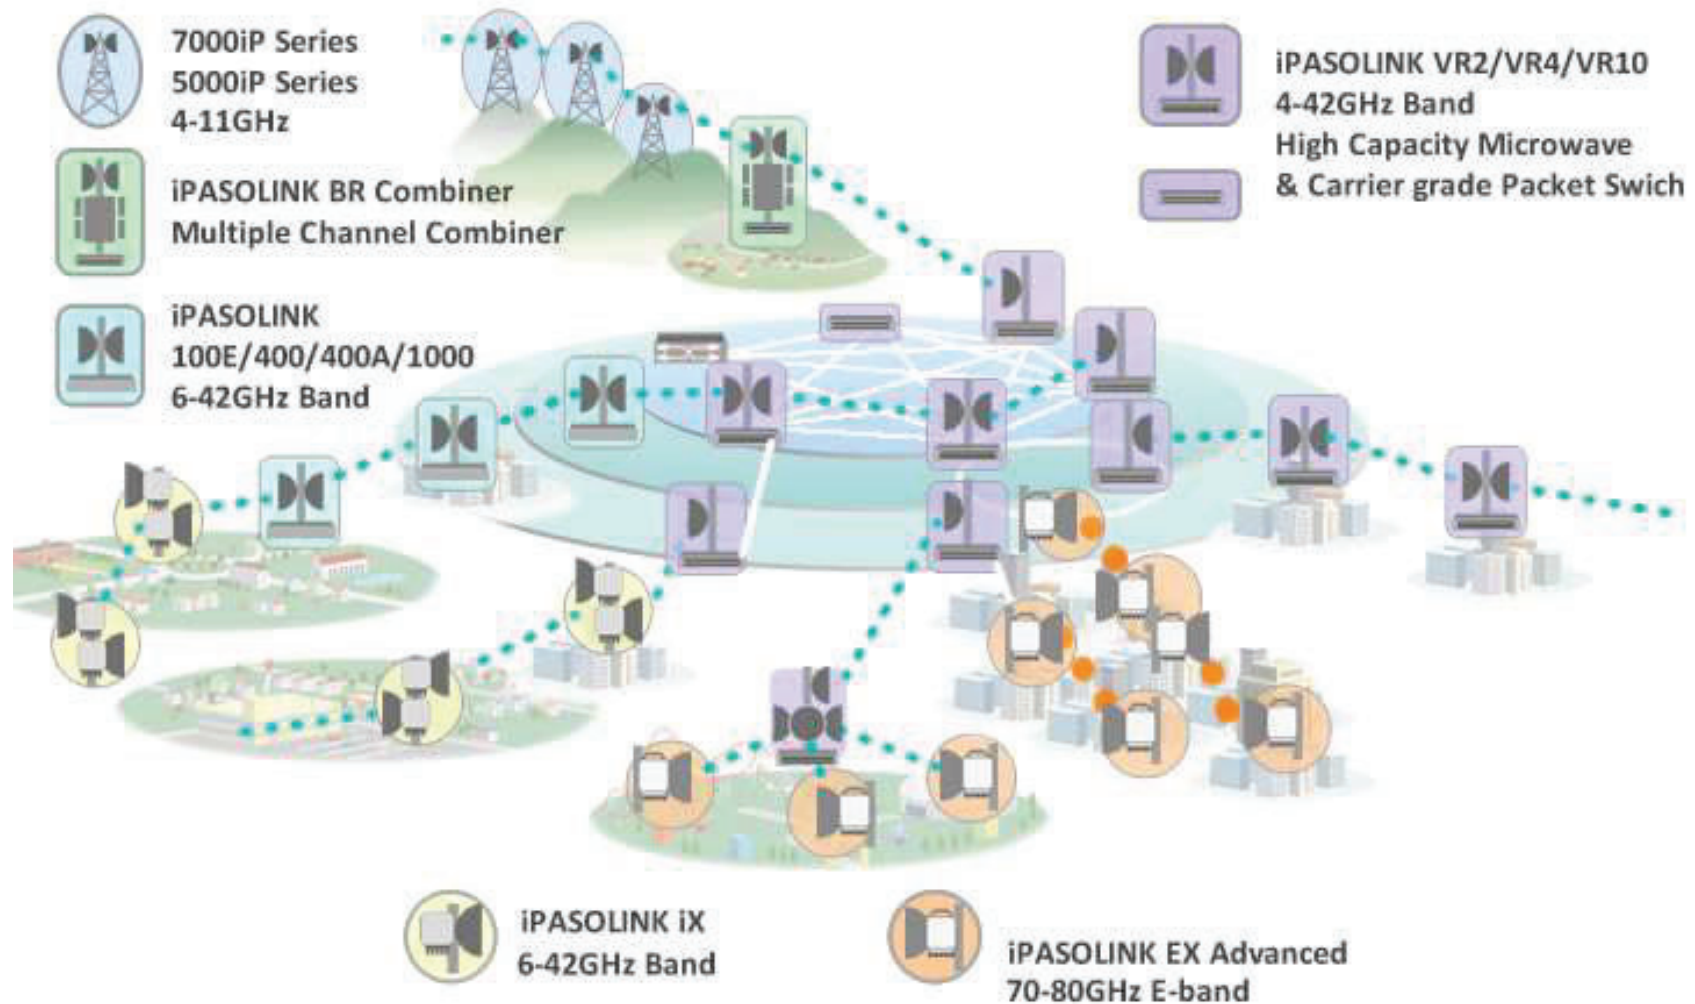 7000iP Series
5000iP Series
4-11GHz
iPASOLINK BR Combiner
Multiple Channel Combiner
iPASOLINK
100E/400/400A/1000
6-42GHz Band
iPASOLINK VR2/VR4/VR10
4-42GHz Band
High Capacity Microwave
& Carrier grade Packet Swich
iPASOLINK iX
6-42GHz Band
iPASOLINK EX Advanced
70-80GHz E-band